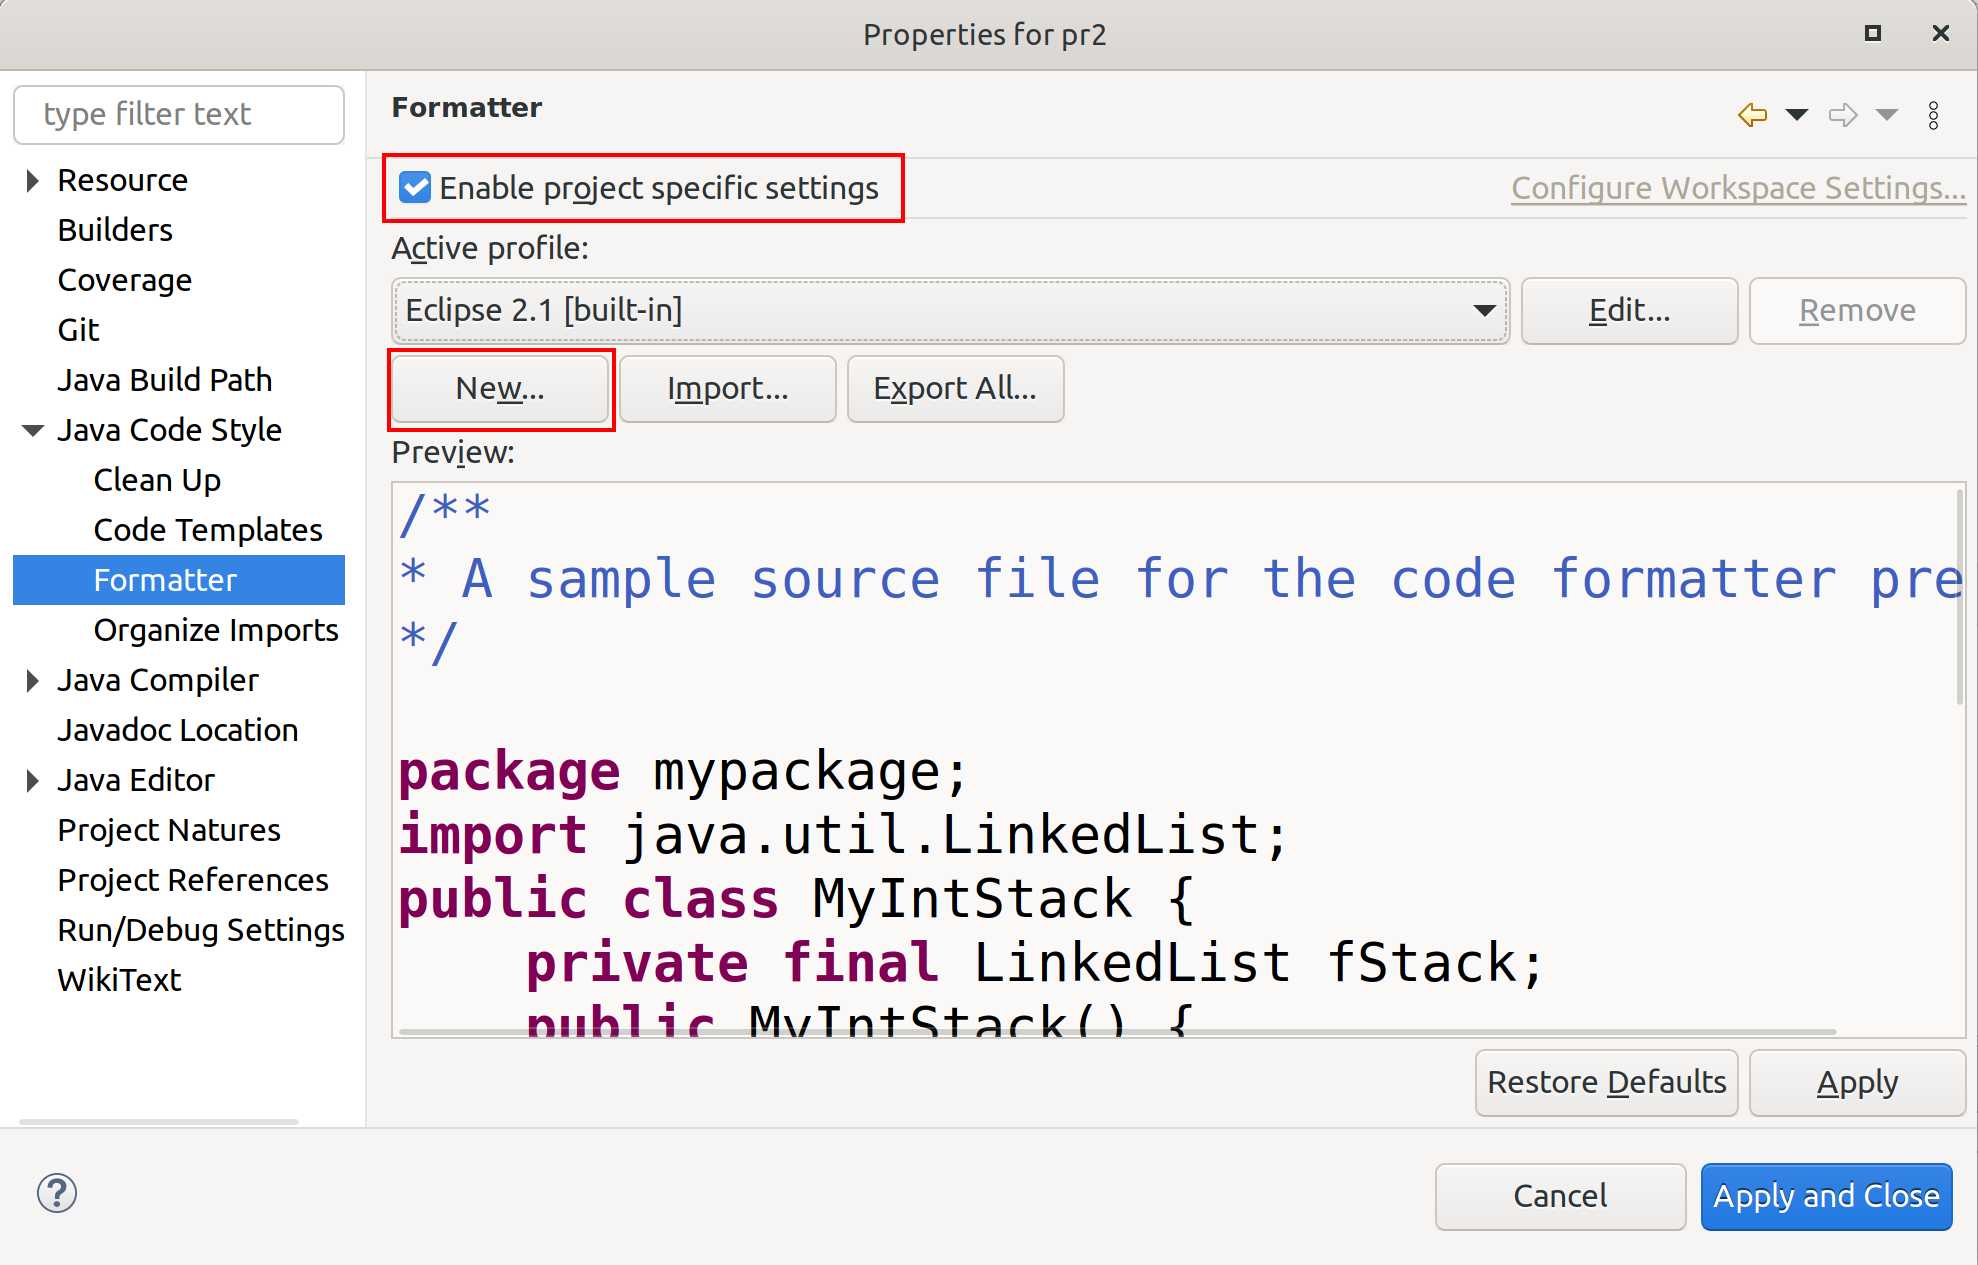 Properties for pr2
type filter text
Resource
Builders
Coverage
Git
Java Build Path
Java Code Style
Clean Up
Code Templates
Formatter
Organize Imports
Java Compiler
Javadoc Location
Java Editor
Project Natures
Project References
Run/Debug Settings
WikiText
Formatter
Enable project specific settings
Configure Workspace Settings...
Active profile:
Eclipse 2.1 [built-in]
Edit...
Remove
New...
Import...
Export All...
Preview:
/**
* A sample source file for the code formatter pre
*/
package mypackage;
import java.util.LinkedList;
public class MyIntStack {
private final LinkedList fStack;
public MyIntStack() {
Restore Defaults
Apply
?
Cancel
Apply and Close